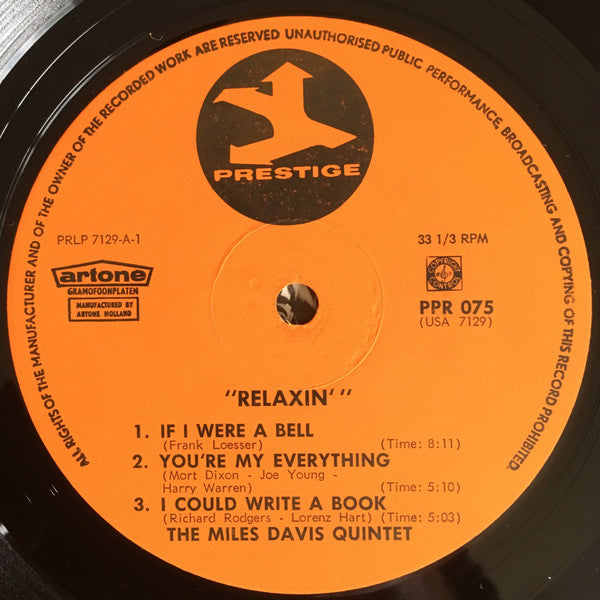 ALL RIGHTS OF THE MANUFACTURER AND OF THE OWNER OF THE RECORDED WORK ARE RESERVED UNAUTHORISED PUBLIC PERFORMANCE, BROADCASTING AND COPYING OF THIS RECORD PROHIBITED.
PRESTIGE
PRLP 7129-A-1
33 1/3 RPM
artone
GRAMOFOONPLATEN
MANUFACTURED BY
ARTONE HOLLAND
COPYRIGHT
CONTROL
PPR 075
(USA 7129)
"RELAXIN'"
1. IF I WERE A BELL
(Frank Loesser) (Time: 8:11)
2. YOU'RE MY EVERYTHING
(Mort Dixon - Joe Young -
Harry Warren) (Time: 5:10)
3. I COULD WRITE A BOOK
(Richard Rodgers - Lorenz Hart) (Time: 5:03)
THE MILES DAVIS QUINTET